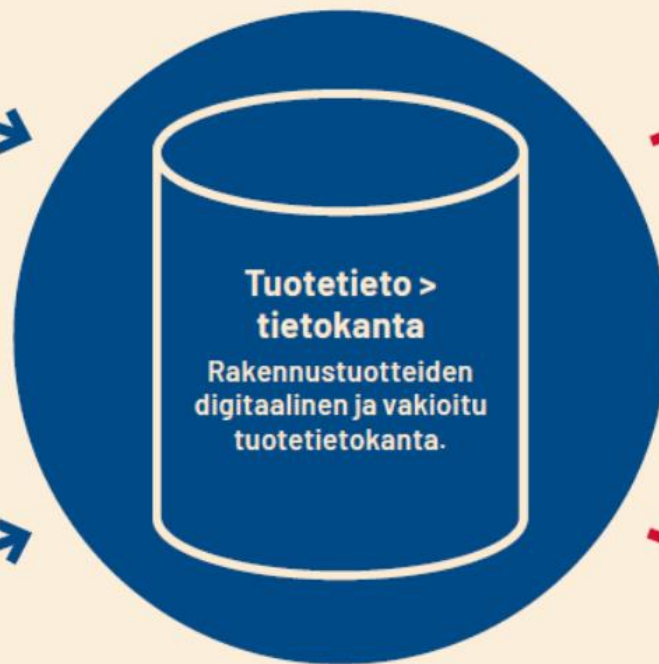 Tuotetieto >
tietokanta
Rakennustuotteiden
digitaalinen ja vakioitu
tuotetietokanta.